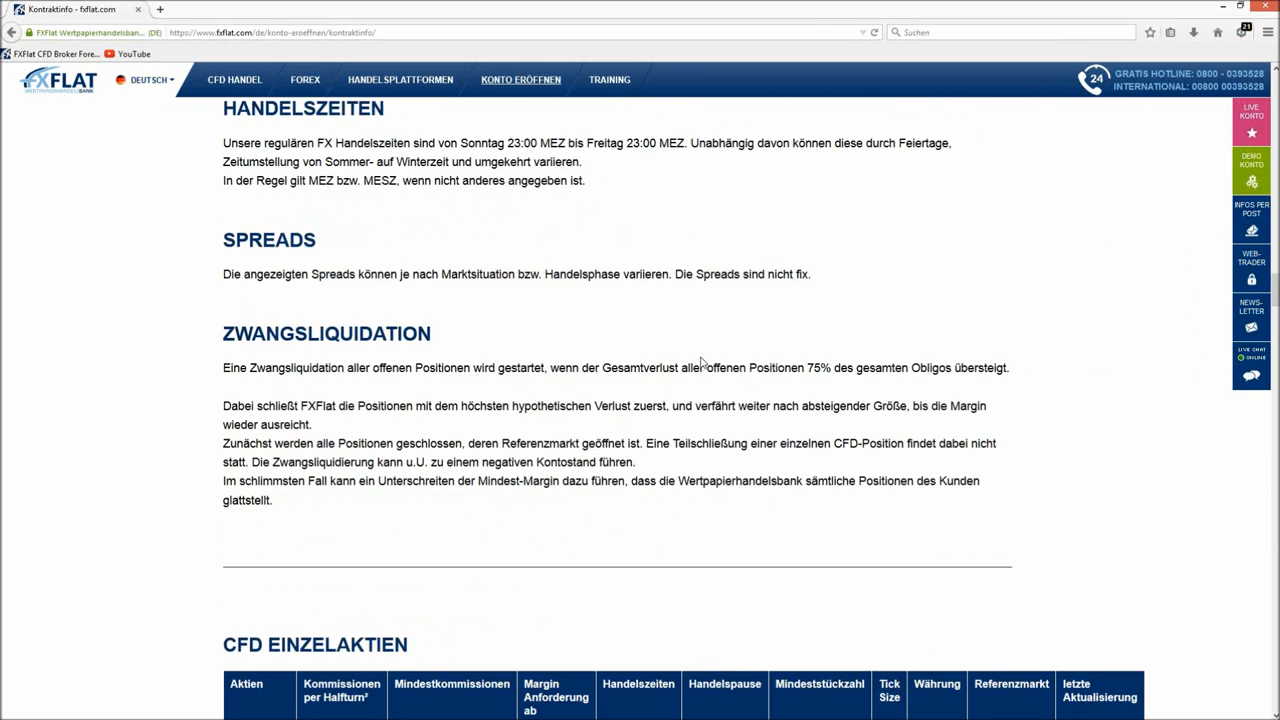 Kontraktinfo - fxflat.com
FXFlat Wertpapierhandelsban... (DE)
https://www.fxflat.com/de/konto-eroeffnen/kontraktinfo/
Suchen
21
FXFlat CFD Broker Fore...
YouTube
FXFLAT
WERTPAPIERHANDELSBANK
DEUTSCH
CFD HANDEL
FOREX
HANDELSPLATTFORMEN
KONTO ERÖFFNEN
TRAINING
24
GRATIS HOTLINE: 0800 - 0393528
INTERNATIONAL: 00800 00393528
HANDELSZEITEN
Unsere regulären FX Handelszeiten sind von Sonntag 23:00 MEZ bis Freitag 23:00 MEZ. Unabhängig davon können diese durch Feiertage,
Zeitumstellung von Sommer- auf Winterzeit und umgekehrt variieren.
In der Regel gilt MEZ bzw. MESZ, wenn nicht anderes angegeben ist.
SPREADS
Die angezeigten Spreads können je nach Marktsituation bzw. Handelsphase variieren. Die Spreads sind nicht fix.
ZWANGSLIQUIDATION
Eine Zwangsliquidation aller offenen Positionen wird gestartet, wenn der Gesamtverlust aller offenen Positionen 75% des gesamten Obligos übersteigt.
Dabei schließt FXFlat die Positionen mit dem höchsten hypothetischen Verlust zuerst, und verfährt weiter nach absteigender Größe, bis die Margin
wieder ausreicht.
Zunächst werden alle Positionen geschlossen, deren Referenzmarkt geöffnet ist. Eine Teilschließung einer einzelnen CFD-Position findet dabei nicht
statt. Die Zwangsliquidierung kann u.U. zu einem negativen Kontostand führen.
Im schlimmsten Fall kann ein Unterschreiten der Mindest-Margin dazu führen, dass die Wertpapierhandelsbank sämtliche Positionen des Kunden
glattstellt.
CFD EINZELAKTIEN
Aktien
Kommissionen
per Halfturn²
Mindestkommissionen
Margin
Anforderung
ab
Handelszeiten
Handelspause
Mindeststückzahl
Tick
Size
Währung
Referenzmarkt
letzte
Aktualisierung
LIVE
KONTO
DEMO
KONTO
INFOS PER
POST
WEB-
TRADER
NEWS-
LETTER
LIVE CHAT
ONLINE